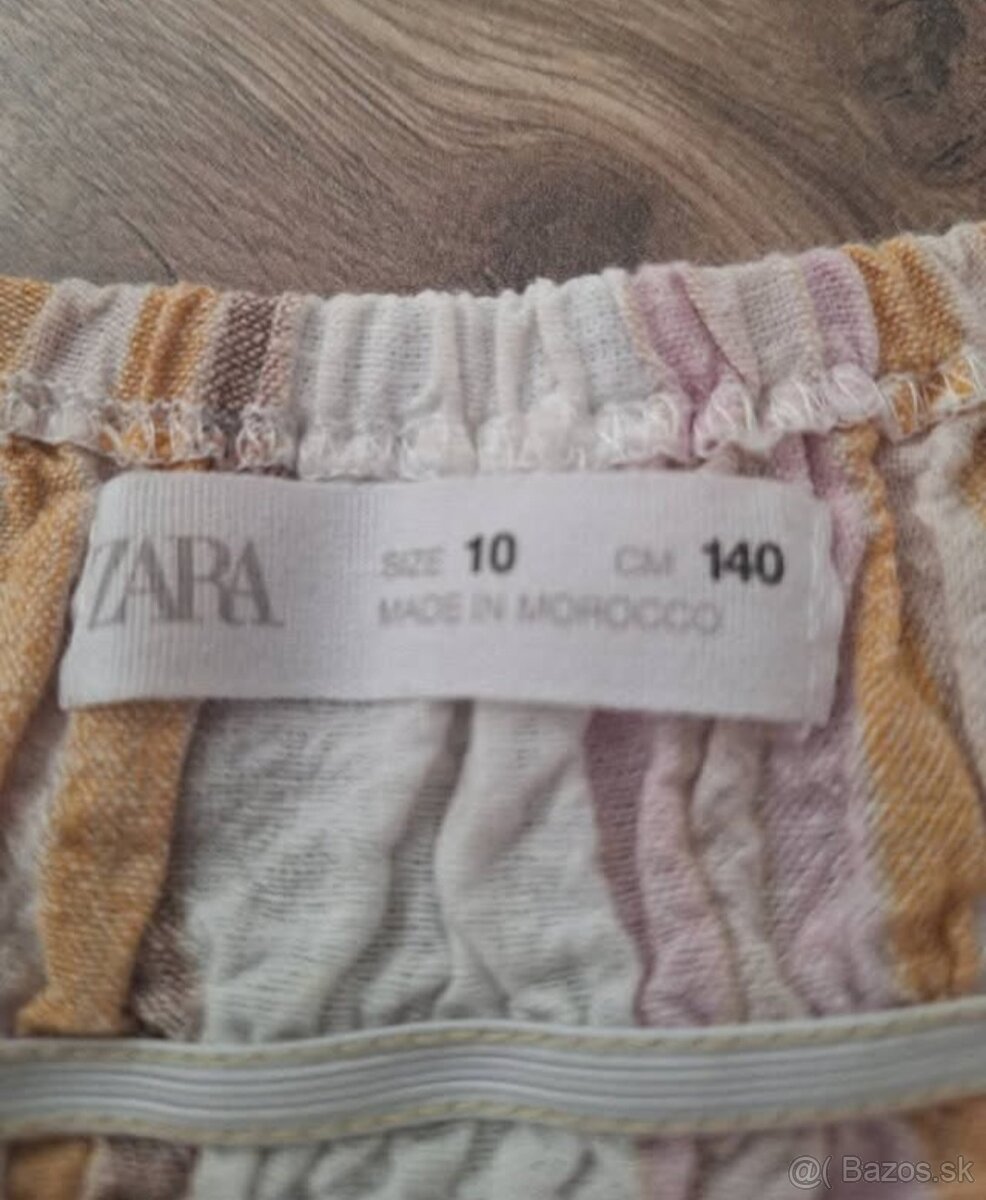 ZARA
SIZE 10 CM 140
MADE IN MOROCCO
@( Bazos.sk